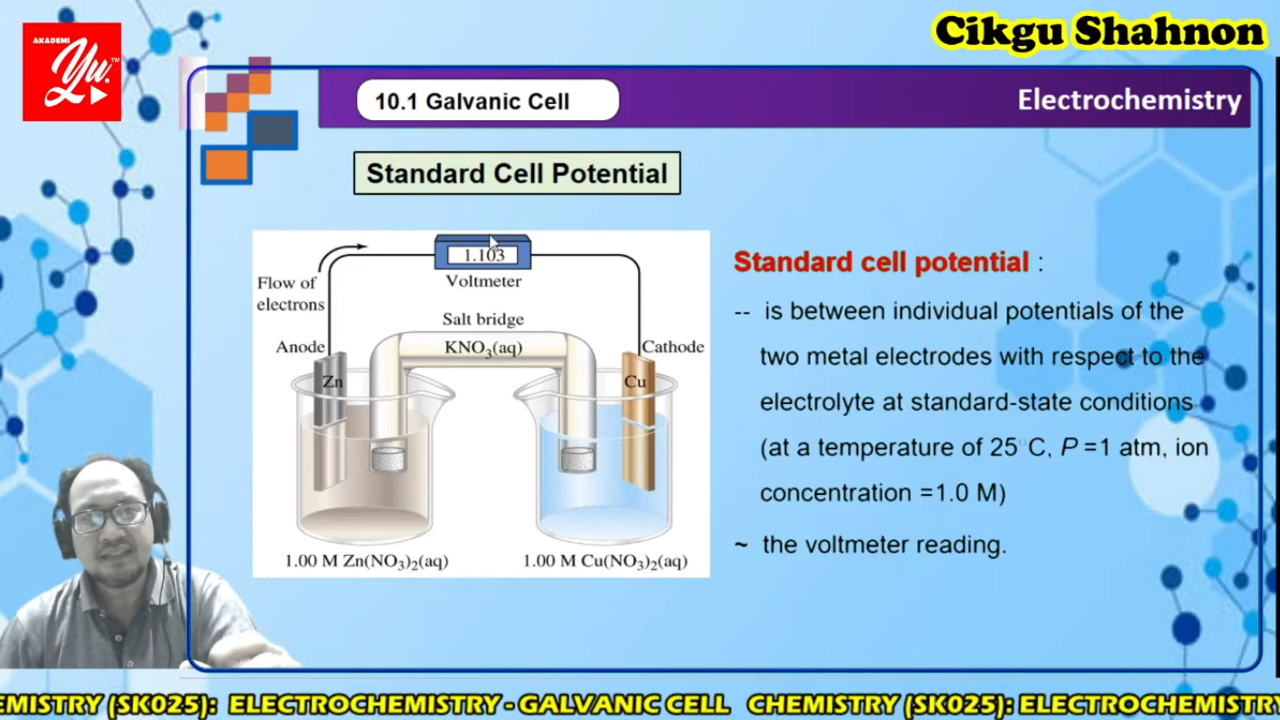 Cikgu Shahnon
AKADEMI
Yu.™
10.1 Galvanic Cell
Electrochemistry
Standard Cell Potential
1.103
Voltmeter
Flow of
electrons
Salt bridge
KNO₃(aq)
Anode
Cathode
Zn
Cu
1.00 M Zn(NO₃)₂(aq)
1.00 M Cu(NO₃)₂(aq)
Standard cell potential :
-- is between individual potentials of the
two metal electrodes with respect to the
electrolyte at standard-state conditions
(at a temperature of 25°C, P =1 atm, ion
concentration =1.0 M)
~ the voltmeter reading.
EMISTRY (SK025): ELECTROCHEMISTRY - GALVANIC CELL CHEMISTRY (SK025): ELECTROCHEMISTRY